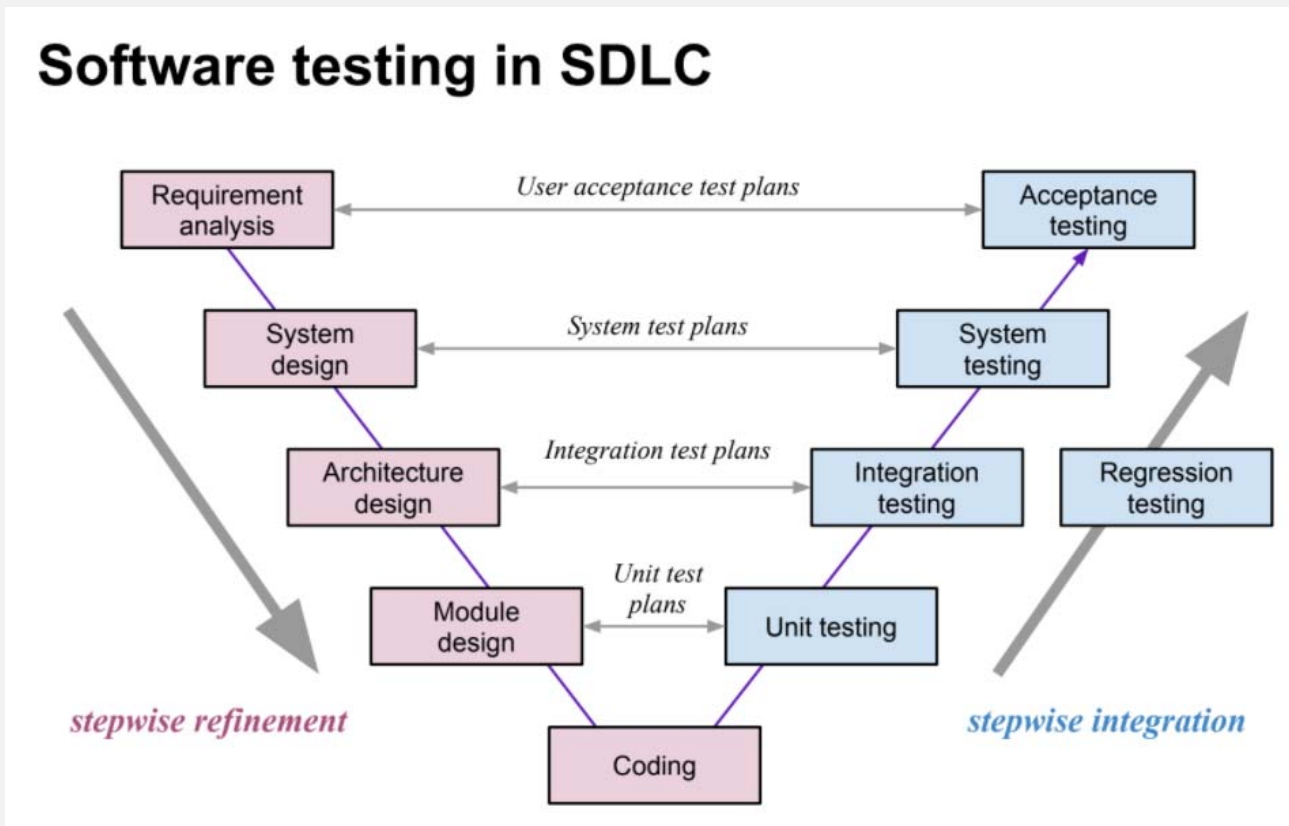 Software testing in SDLC
Requirement
analysis
User acceptance test plans
Acceptance
testing
System
design
System test plans
System
testing
Architecture
design
Integration test plans
Integration
testing
Regression
testing
Module
design
Unit test
plans
Unit testing
stepwise refinement
stepwise integration
Coding